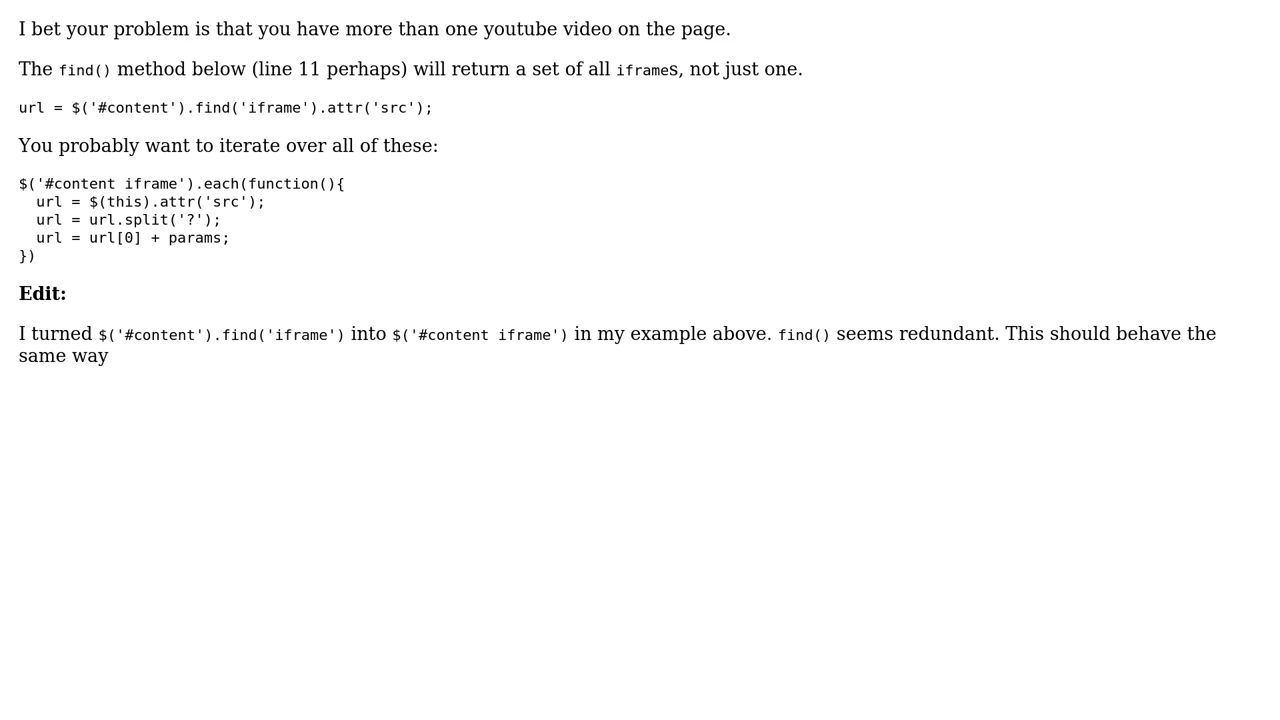 I bet your problem is that you have more than one youtube video on the page.
The find() method below (line 11 perhaps) will return a set of all iframes, not just one.
url = $('#content').find('iframe').attr('src');
You probably want to iterate over all of these:
$('#content iframe').each(function(){
  url = $(this).attr('src');
  url = url.split('?');
  url = url[0] + params;
})
Edit:
I turned $('#content').find('iframe') into $('#content iframe') in my example above. find() seems redundant. This should behave the
same way